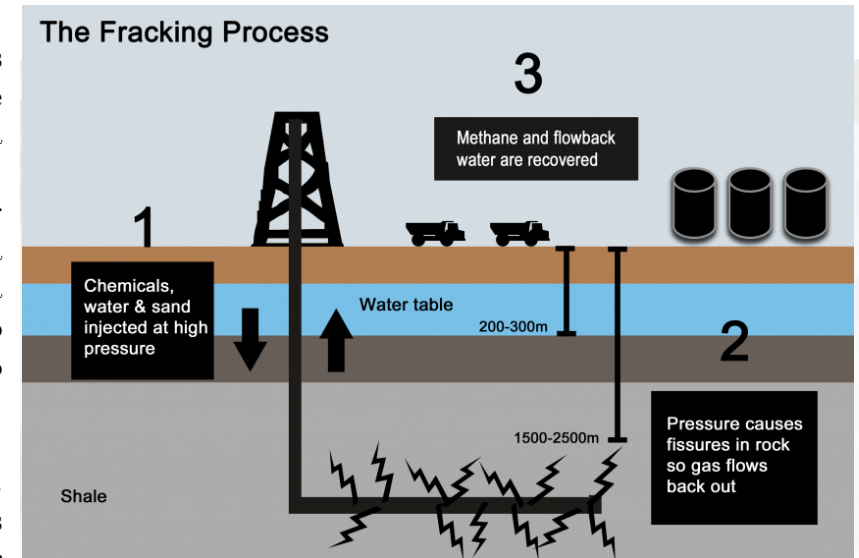 The Fracking Process
1
Chemicals,
water & sand
injected at high
pressure
3
Methane and flowback
water are recovered
Water table
200-300m
2
Pressure causes
fissures in rock
so gas flows
back out
1500-2500m
Shale